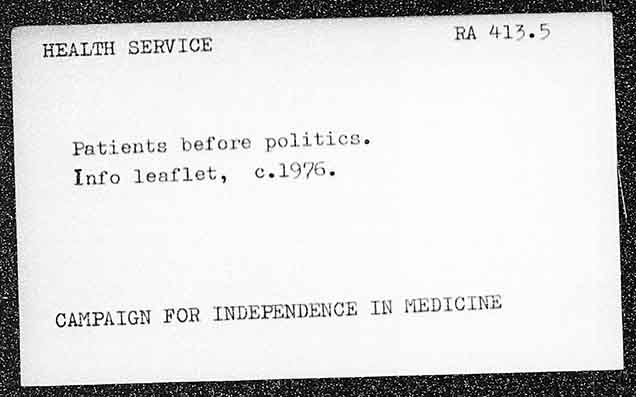 HEALTH SERVICE RA 413.5
Patients before politics.
Info leaflet, c.1976.
CAMPAIGN FOR INDEPENDENCE IN MEDICINE